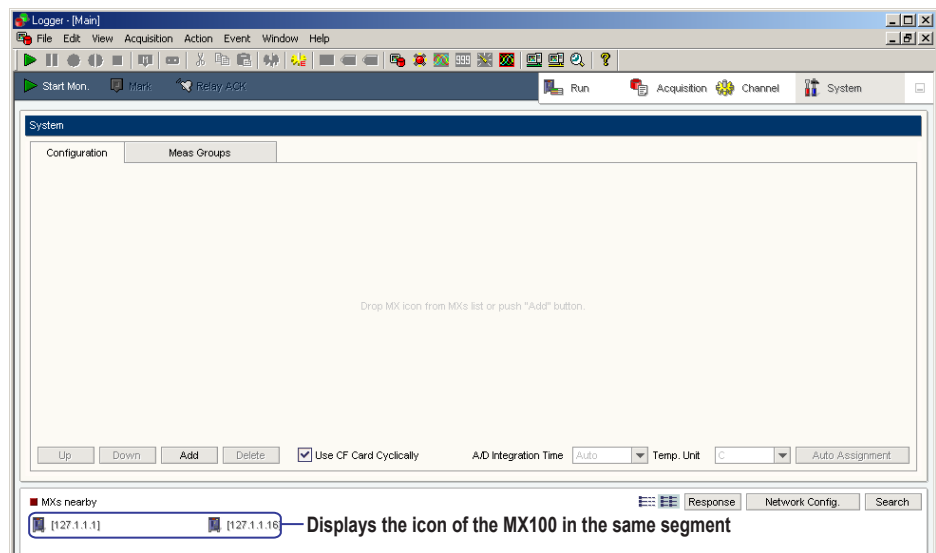 Logger - [Main]
File Edit View Acquisition Action Event Window Help
999
Start Mon. Mark Relay ACK Run Acquisition Channel System
System
Configuration Meas Groups
Drop MX icon from MXs list or push "Add" button.
Up Down Add Delete Use CF Card Cyclically A/D Integration Time Auto Temp. Unit C Auto Assignment
MXs nearby Response Network Config. Search
[127.1.1.1] [127.1.1.16] Displays the icon of the MX100 in the same segment